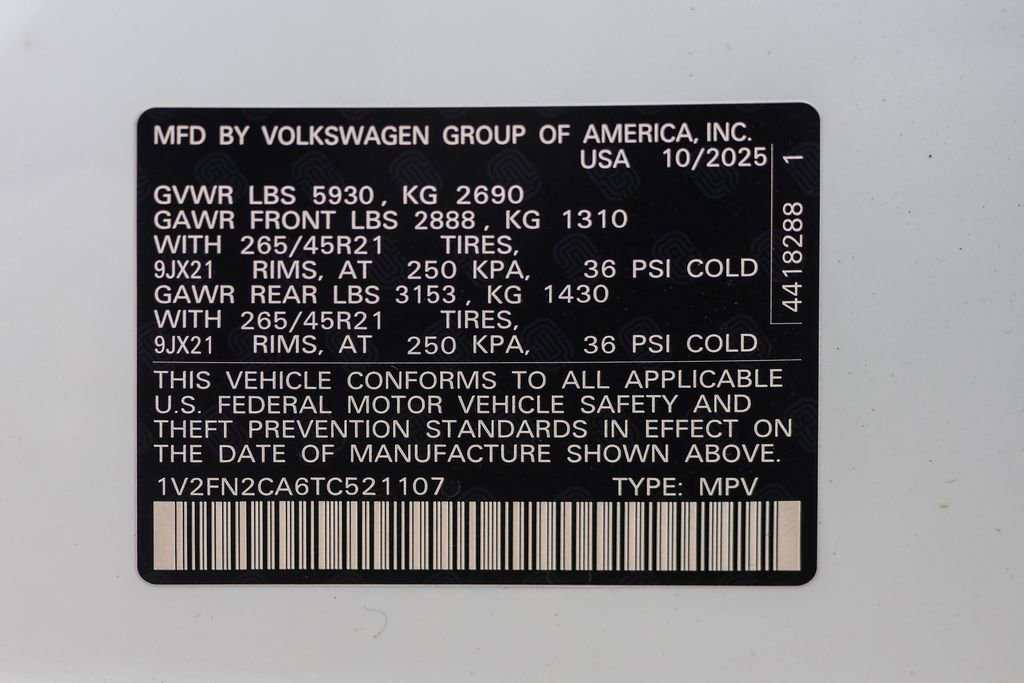 MFD BY VOLKSWAGEN GROUP OF AMERICA, INC.
USA 10/2025
GVWR LBS 5930, KG 2690
GAWR FRONT LBS 2888, KG 1310
WITH 265/45R21 TIRES,
9JX21 RIMS, AT 250 KPA, 36 PSI COLD
GAWR REAR LBS 3153, KG 1430
WITH 265/45R21 TIRES,
9JX21 RIMS, AT 250 KPA, 36 PSI COLD
4418288 1
THIS VEHICLE CONFORMS TO ALL APPLICABLE
U.S. FEDERAL MOTOR VEHICLE SAFETY AND
THEFT PREVENTION STANDARDS IN EFFECT ON
THE DATE OF MANUFACTURE SHOWN ABOVE.
1V2FN2CA6TC521107 TYPE: MPV